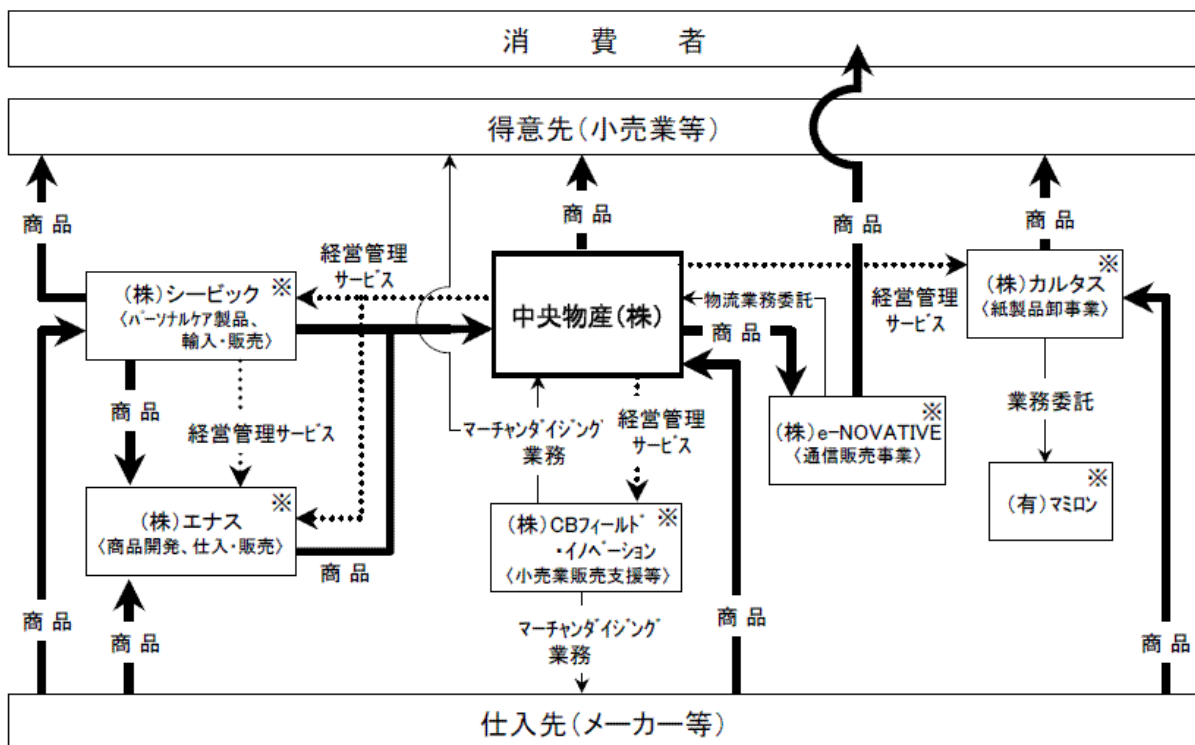 消 費 者
得意先(小売業等)
商 品
商 品
商 品
商 品
経営管理
サービス
※
(株)シービック
〈パーソナルケア製品、
輸入・販売〉
中央物産(株)
物流業務委託
商 品
経営管理
サービス
※
(株)カルタス
〈紙製品卸事業〉
商 品
経営管理サービス
マーチャンダイジング
業務
経営管理
サービス
※
(株)e-NOVATIVE
〈通信販売事業〉
業務委託
※
(株)エナス
〈商品開発、仕入・販売〉
商 品
※
(株)CBフィールド
・イノベーション
〈小売業販売支援等〉
※
(有)マミロン
商 品
商 品
マーチャンダイジング
業務
商 品
商 品
仕入先(メーカー等)